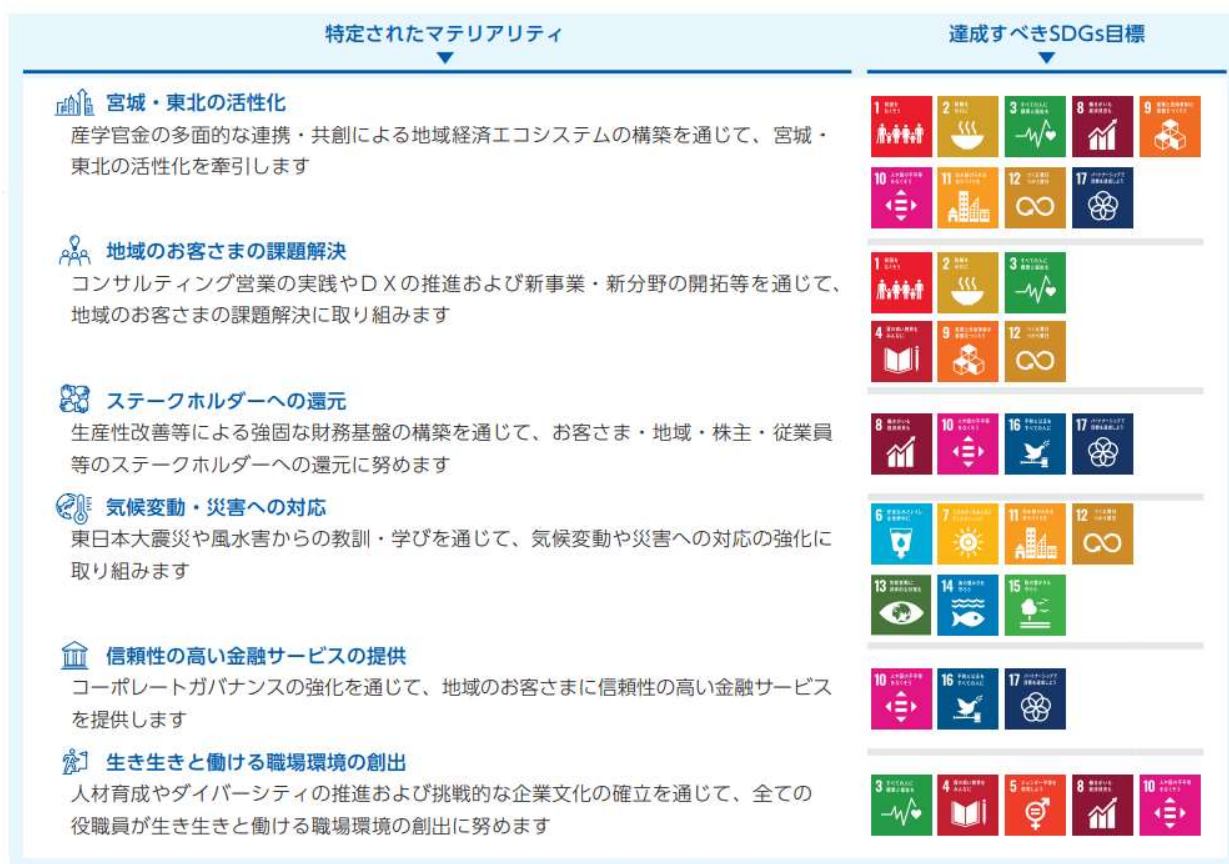 特定されたマテリアリティ
達成すべきSDGs目標
宮城・東北の活性化
産学官金の多面的な連携・共創による地域経済エコシステムの構築を通じて、宮城・
東北の活性化を牽引します
1 2 3 8 9
10 11 12 17
地域のお客さまの課題解決
コンサルティング営業の実践やDXの推進および新事業・新分野の開拓等を通じて、
地域のお客さまの課題解決に取り組みます
1 2 3
4 9 12
ステークホルダーへの還元
生産性改善等による強固な財務基盤の構築を通じて、お客さま・地域・株主・従業員
等のステークホルダーへの還元に努めます
8 10 16 17
気候変動・災害への対応
東日本大震災や風水害からの教訓・学びを通じて、気候変動や災害への対応の強化に
取り組みます
6 7 11 12
13 14 15
信頼性の高い金融サービスの提供
コーポレートガバナンスの強化を通じて、地域のお客さまに信頼性の高い金融サービス
を提供します
10 16 17
生き生きと働ける職場環境の創出
人材育成やダイバーシティの推進および挑戦的な企業文化の確立を通じて、全ての
役職員が生き生きと働ける職場環境の創出に努めます
3 4 5 8 10